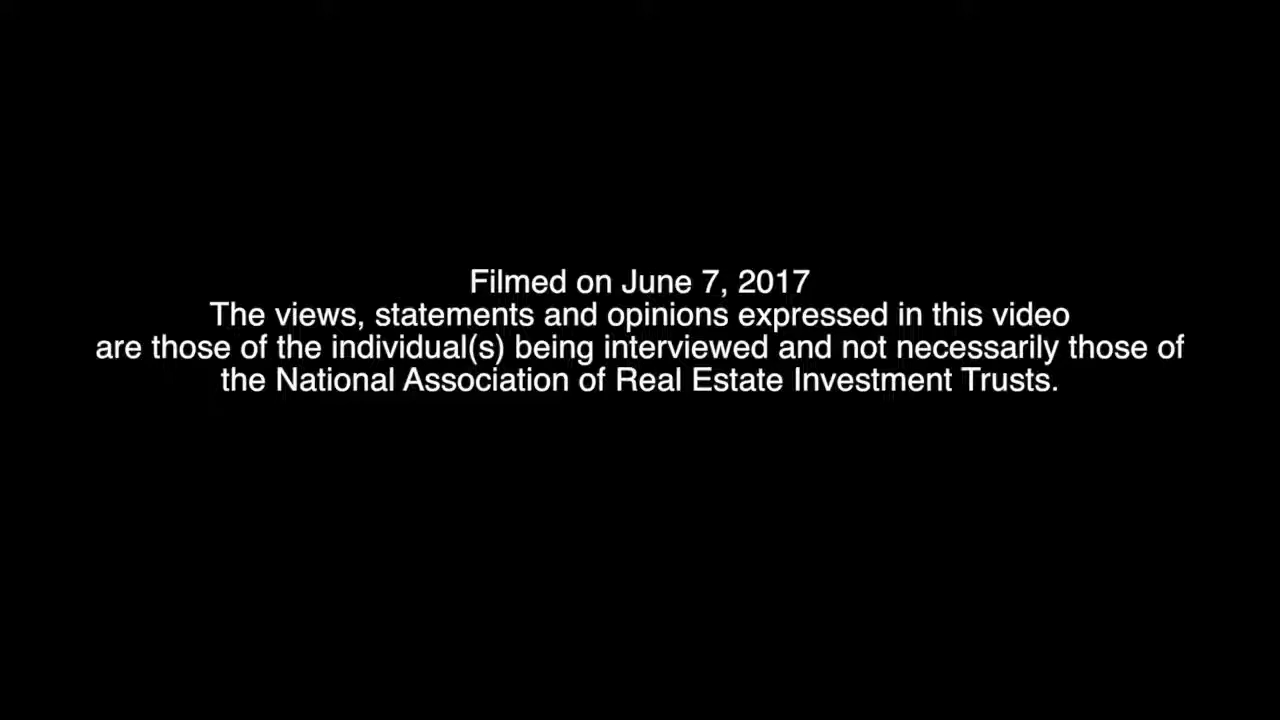 Filmed on June 7, 2017
The views, statements and opinions expressed in this video
are those of the individual(s) being interviewed and not necessarily those of
the National Association of Real Estate Investment Trusts.